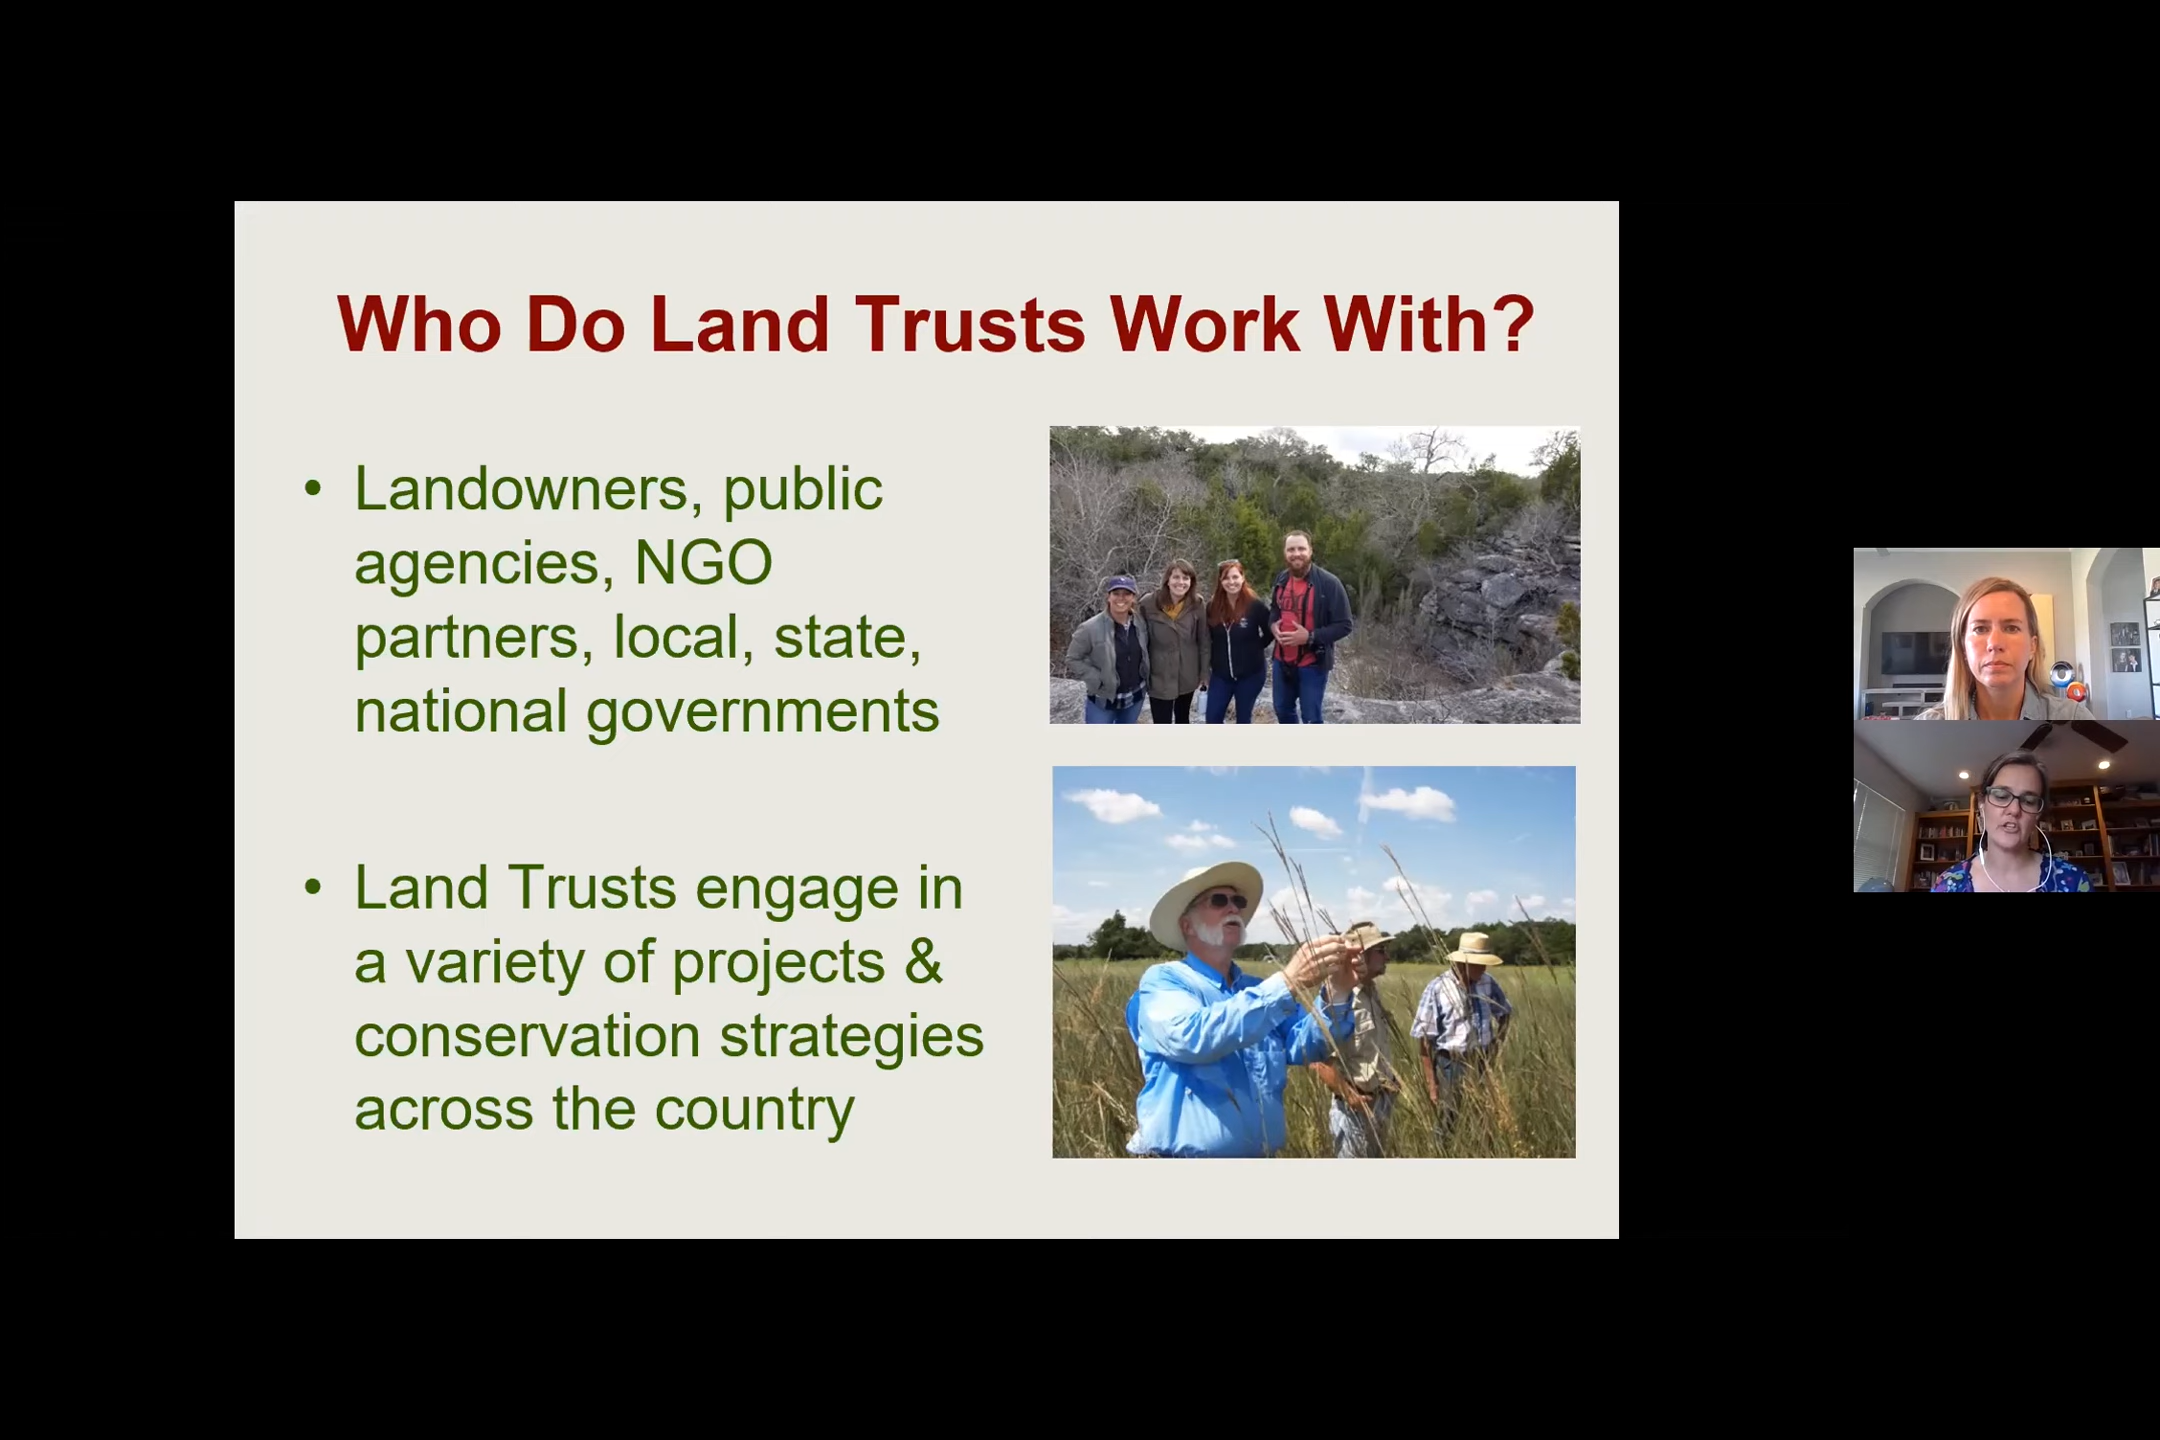 Who Do Land Trusts Work With?
• Landowners, public
agencies, NGO
partners, local, state,
national governments
• Land Trusts engage in
a variety of projects &
conservation strategies
across the country